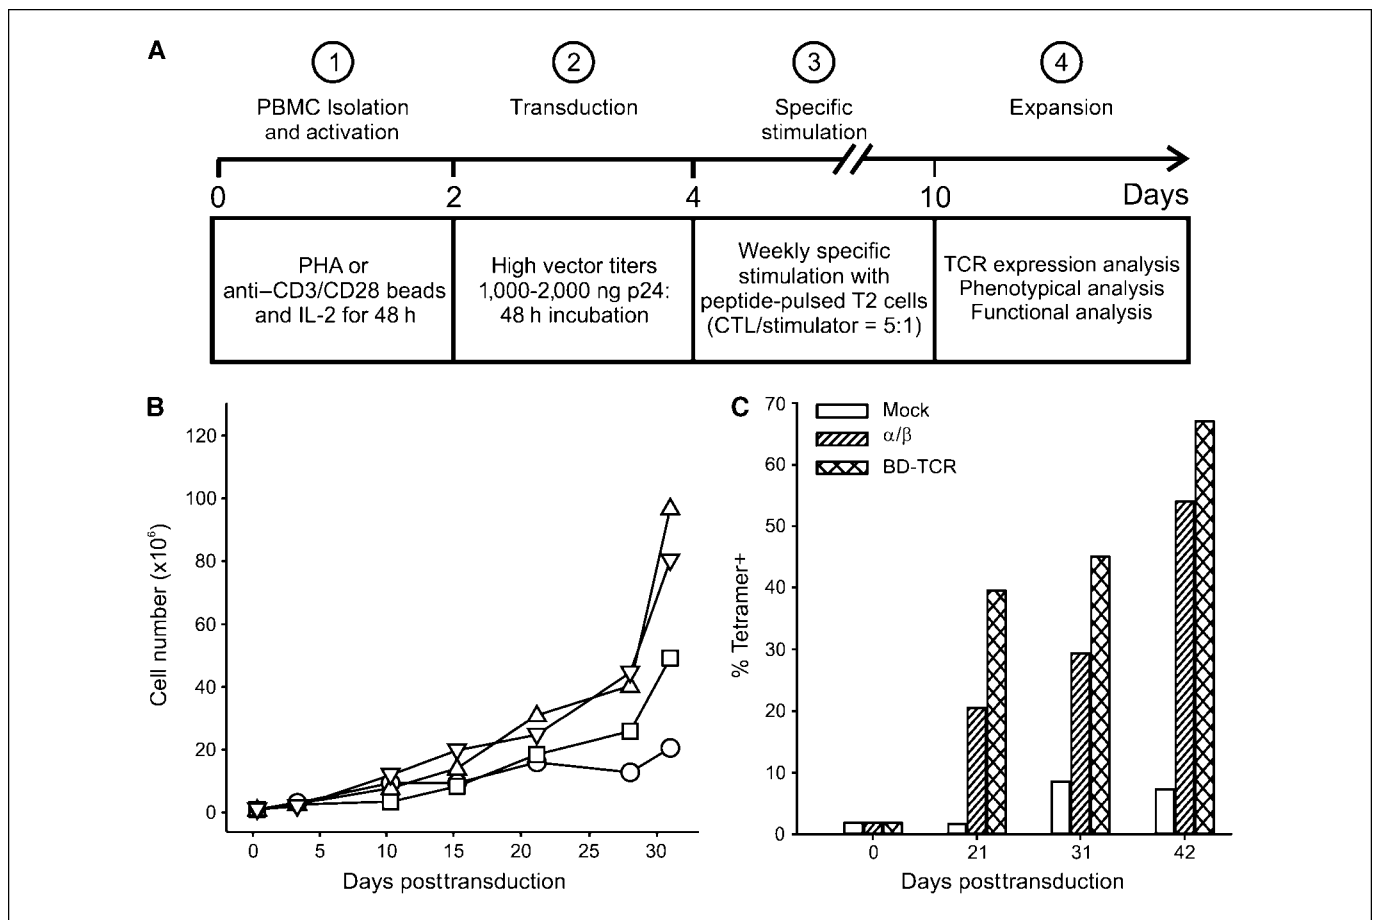 A
1
2
3
4
PBMC Isolation
and activation
Transduction
Specific
stimulation
Expansion
0
2
4
10
Days
PHA or
anti–CD3/CD28 beads
and IL-2 for 48 h
High vector titers
1,000-2,000 ng p24:
48 h incubation
Weekly specific
stimulation with
peptide-pulsed T2 cells
(CTL/stimulator = 5:1)
TCR expression analysis
Phenotypical analysis
Functional analysis
B
Cell number (x10⁶)
120
100
80
60
40
20
0
0
5
10
15
20
25
30
Days posttransduction
C
% Tetramer+
70
60
50
40
30
20
10
0
Mock
α/β
BD-TCR
0
21
31
42
Days posttransduction